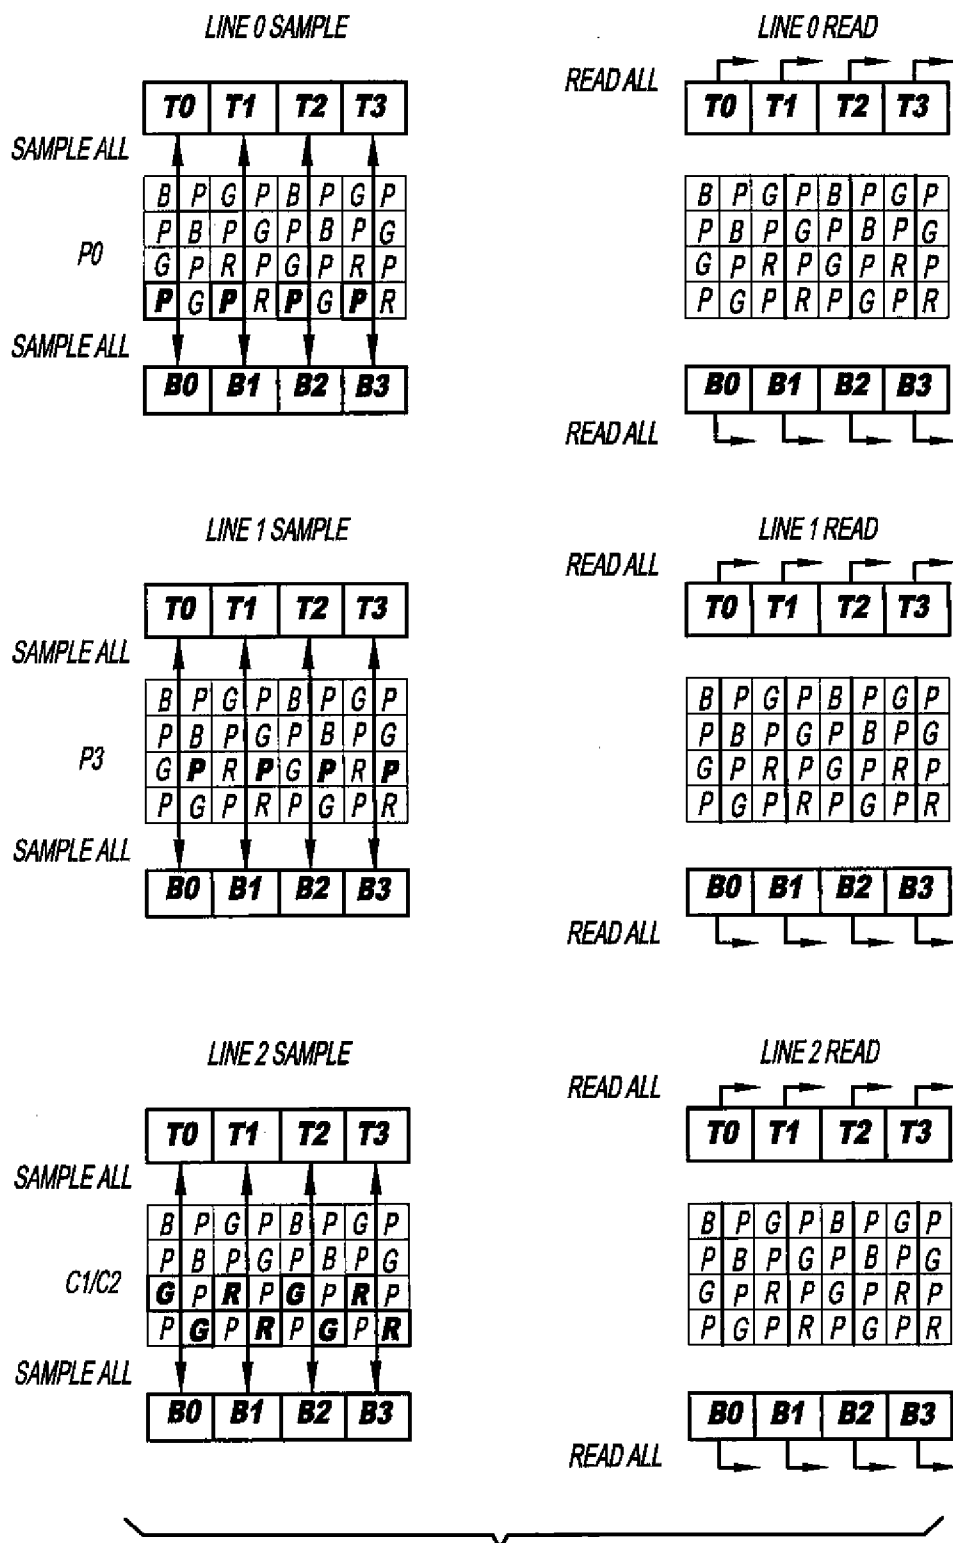 LINE 0 SAMPLE
LINE 0 READ
READ ALL
T0 T1 T2 T3
T0 T1 T2 T3
SAMPLE ALL
B P G P B P G P
B P G P B P G P
P B P G P B P G
P B P G P B P G
P0
G P R P G P R P
G P R P G P R P
P G P R P G P R
P G P R P G P R
SAMPLE ALL
B0 B1 B2 B3
B0 B1 B2 B3
READ ALL
LINE 1 SAMPLE
LINE 1 READ
READ ALL
T0 T1 T2 T3
T0 T1 T2 T3
SAMPLE ALL
B P G P B P G P
B P G P B P G P
P B P G P B P G
P B P G P B P G
P3
G P R P G P R P
G P R P G P R P
P G P R P G P R
P G P R P G P R
SAMPLE ALL
B0 B1 B2 B3
B0 B1 B2 B3
READ ALL
LINE 2 SAMPLE
LINE 2 READ
READ ALL
T0 T1 T2 T3
T0 T1 T2 T3
SAMPLE ALL
B P G P B P G P
B P G P B P G P
P B P G P B P G
P B P G P B P G
C1/C2
G P R P G P R P
G P R P G P R P
P G P R P G P R
P G P R P G P R
SAMPLE ALL
B0 B1 B2 B3
B0 B1 B2 B3
READ ALL